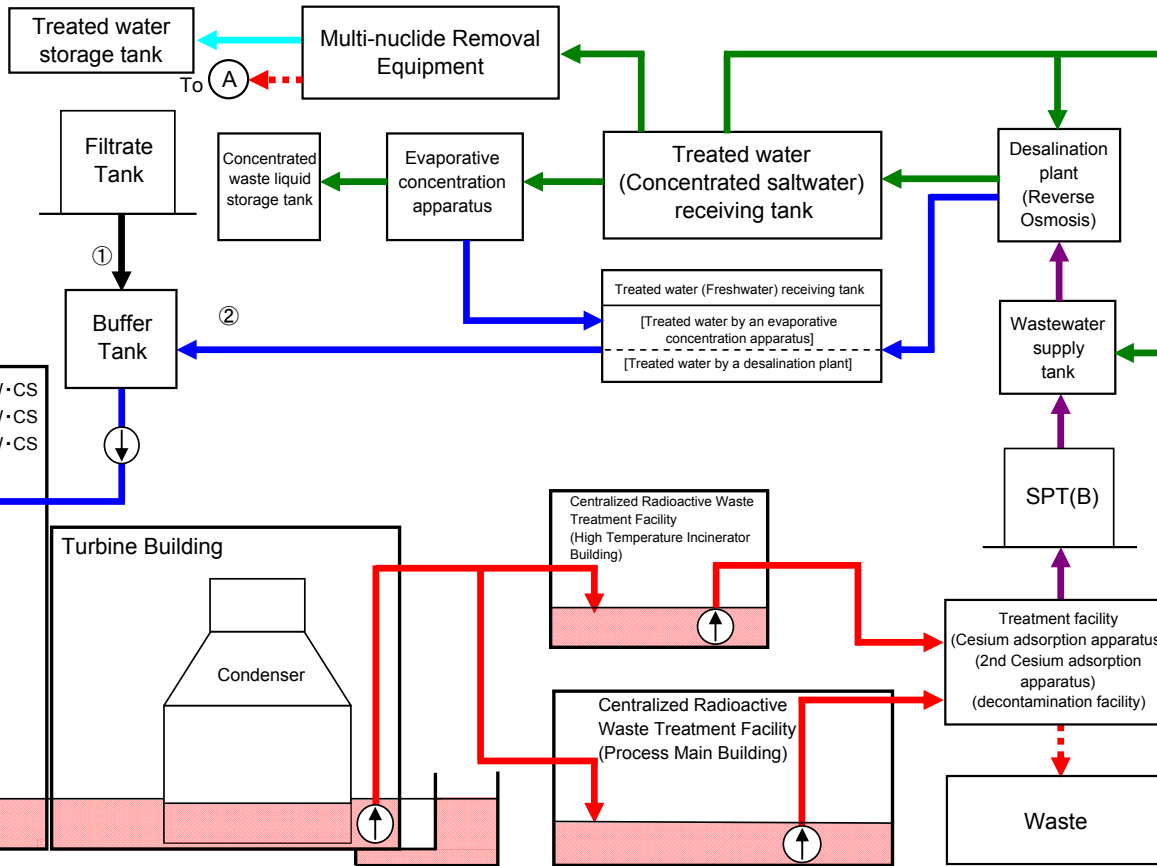 Treated water
storage tank
Multi-nuclide Removal
Equipment
To A
Filtrate
Tank
①
Concentrated
waste liquid
storage tank
Evaporative
concentration
apparatus
Treated water
(Concentrated saltwater)
receiving tank
Desalination
plant
(Reverse
Osmosis)
Buffer
Tank
②
Treated water (Freshwater) receiving tank
[Treated water by an evaporative
concentration apparatus]
[Treated water by a desalination plant]
Wastewater
supply
tank
・CS
・CS
・CS
SPT(B)
Turbine Building
Condenser
Centralized Radioactive Waste
Treatment Facility
(High Temperature Incinerator
Building)
Centralized Radioactive
Waste Treatment Facility
(Process Main Building)
Treatment facility
(Cesium adsorption apparatus
(2nd Cesium adsorption
apparatus)
(decontamination facility)
Waste